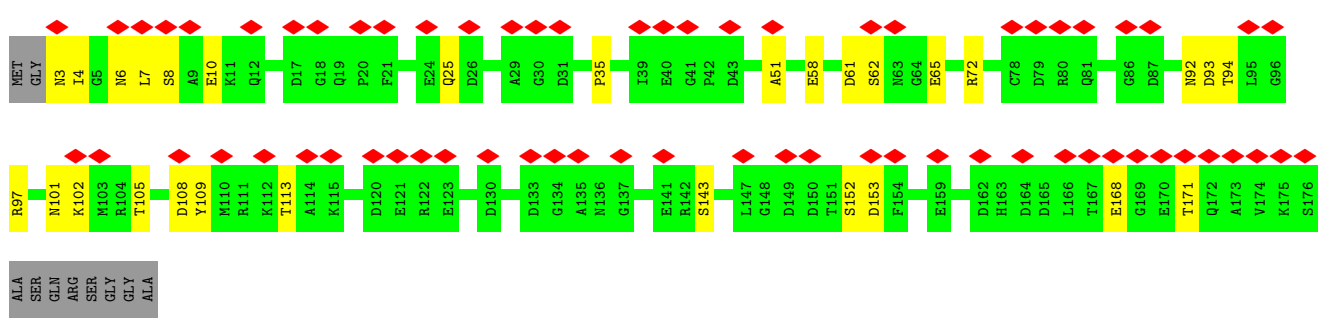 MET GLY N3 I4 G5 N6 L7 S8 A9 E10 K11 Q12 D17 G18 Q19 P20 F21 E24 Q25 D26 A29 G30 D31 P35 I39 E40 G41 P42 D43 A51 E58 D61 S62 N63 G64 E65 R72 C78 D79 R80 Q81 G86 D87 N92 D93 T94 L95 G96
R97 N101 K102 M103 R104 T105 D108 Y109 M110 R111 K112 T113 A114 K115 D120 E121 R122 E123 D130 D133 G134 A135 N136 G137 E141 R142 S143 L147 G148 D149 D150 T151 S152 D153 F154 E159 D162 H163 D164 D165 L166 T167 E168 G169 E170 T171 Q172 A173 V174 K175 S176
ALA SER GLN ARG SER GLY GLY ALA